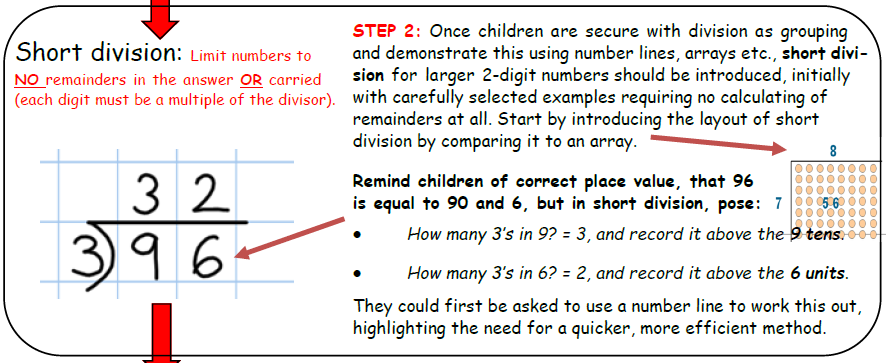 Short division: Limit numbers to
NO remainders in the answer OR carried
(each digit must be a multiple of the divisor).
3 2
3)9 6
STEP 2: Once children are secure with division as grouping
and demonstrate this using number lines, arrays etc., short divi-
sion for larger 2-digit numbers should be introduced, initially
with carefully selected examples requiring no calculating of
remainders at all. Start by introducing the layout of short
division by comparing it to an array.
8
7
56
Remind children of correct place value, that 96
is equal to 90 and 6, but in short division, pose:
• How many 3's in 9? = 3, and record it above the 9 tens.
• How many 3's in 6? = 2, and record it above the 6 units.
They could first be asked to use a number line to work this out,
highlighting the need for a quicker, more efficient method.